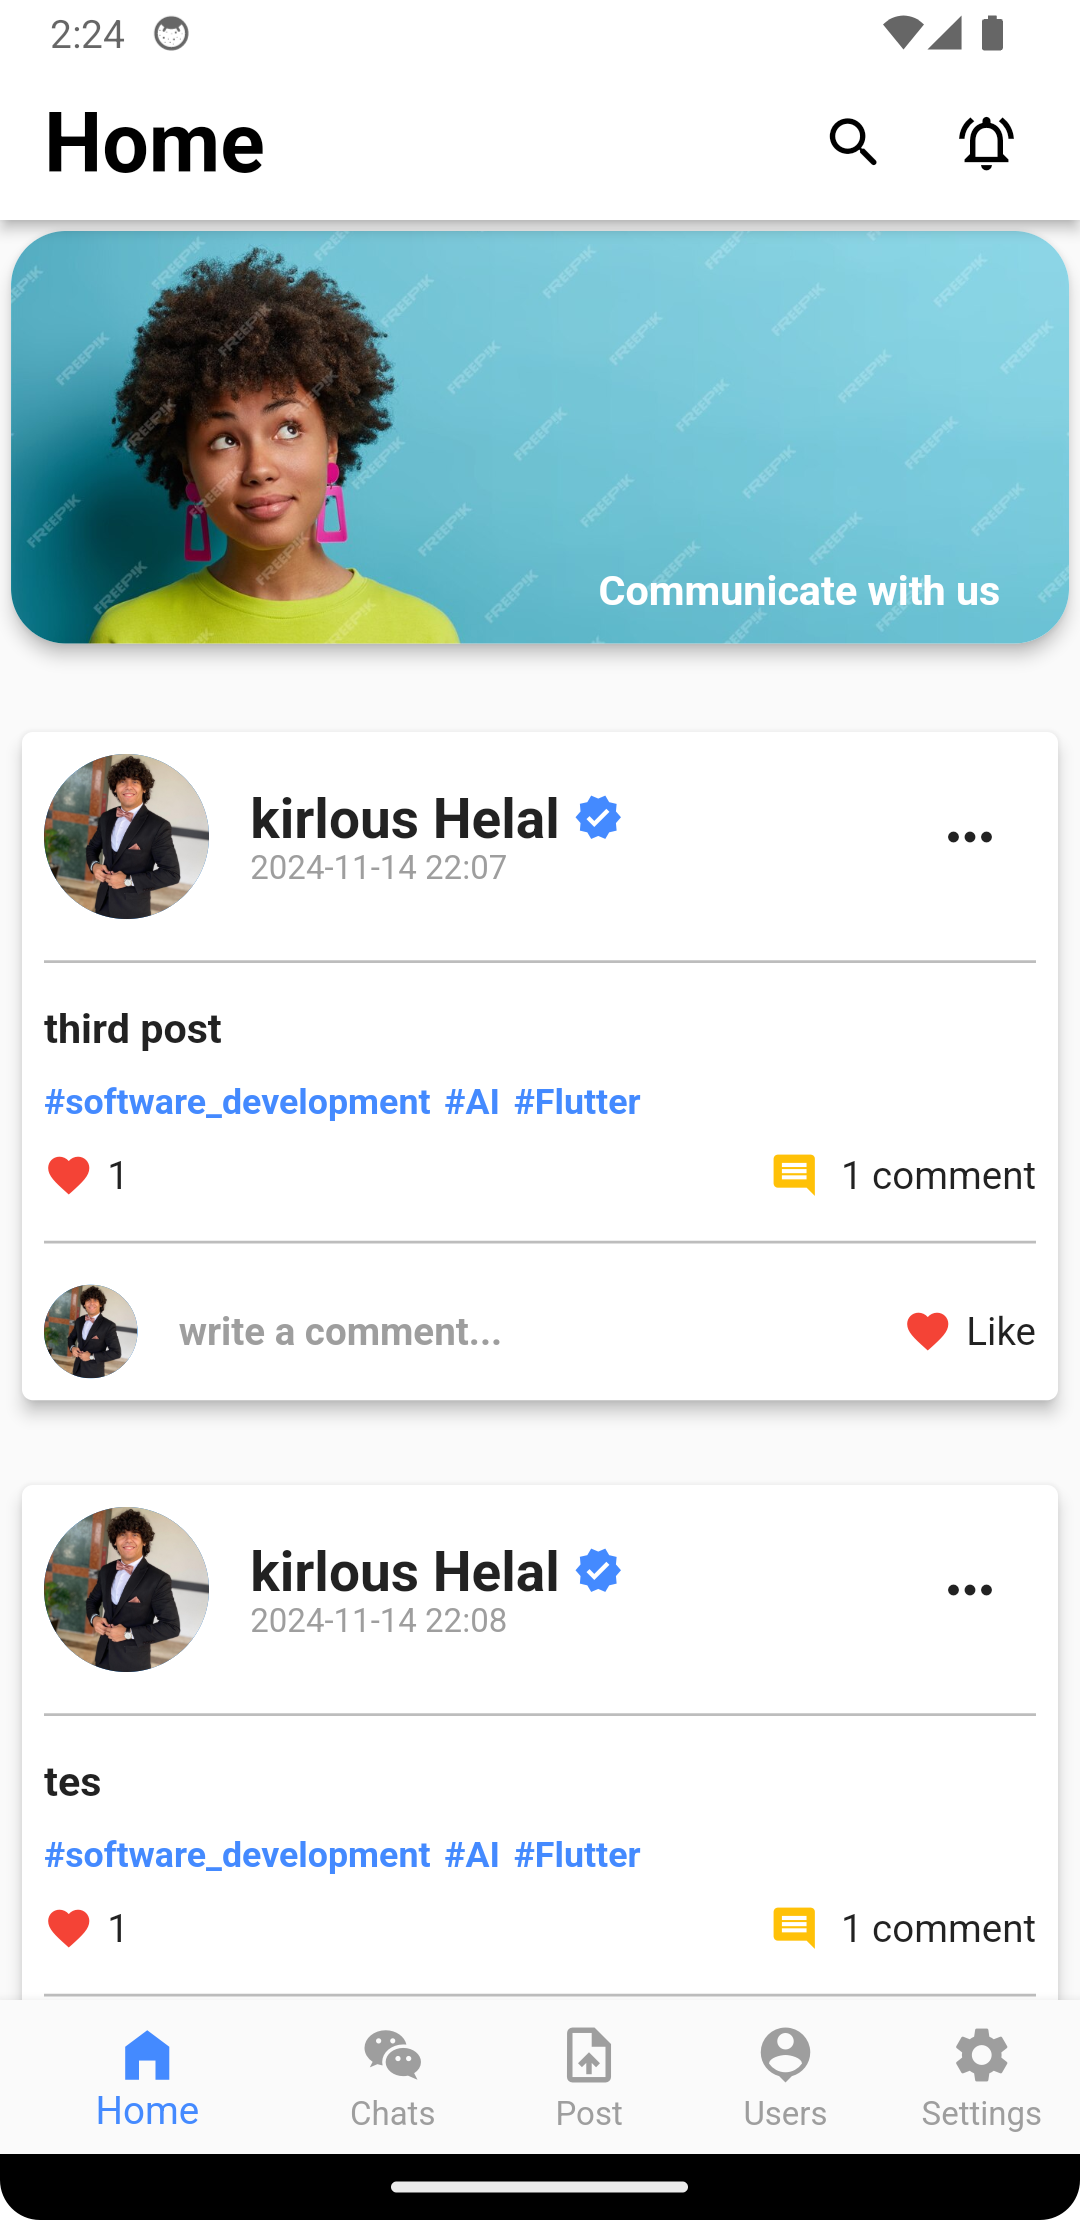 2:24
Home
FREEPIK
Communicate with us
kirlous Helal
2024-11-14 22:07
third post
#software_development #AI #Flutter
1
1 comment
write a comment...
Like
kirlous Helal
2024-11-14 22:08
tes
#software_development #AI #Flutter
1
1 comment
Home
Chats
Post
Users
Settings